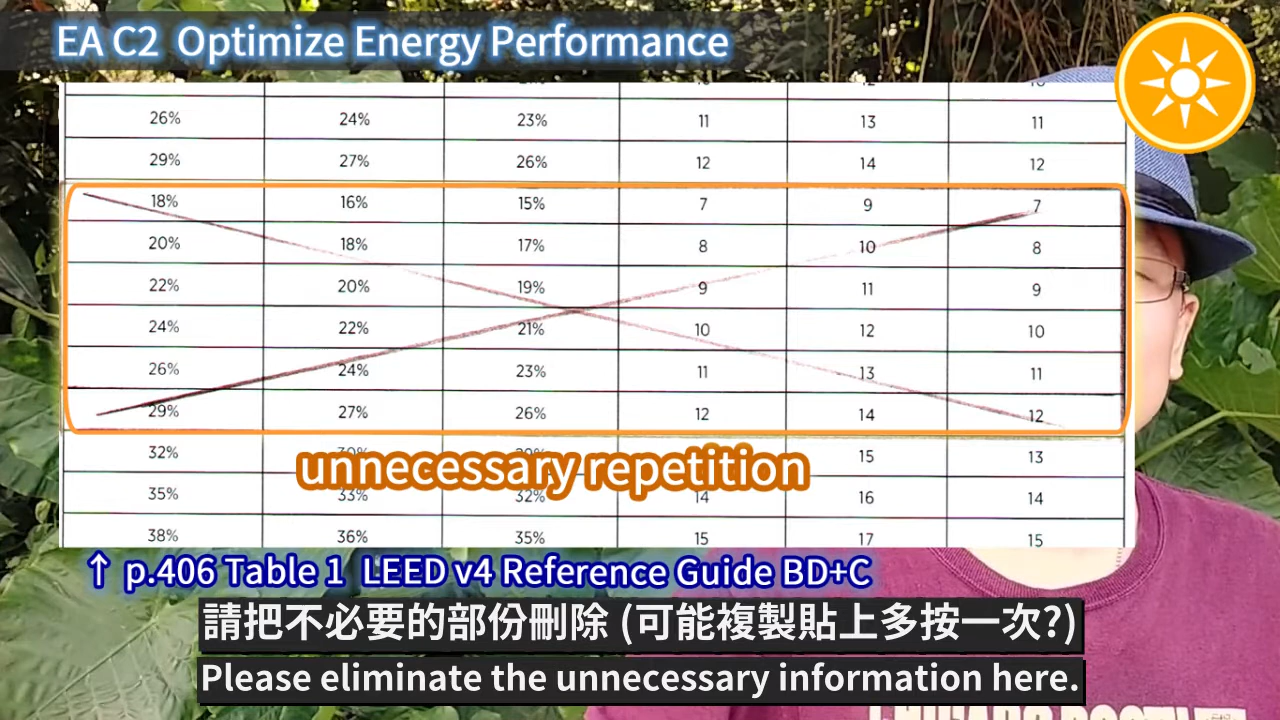 EA C2 Optimize Energy Performance
26% 24% 23% 11 13 11
29% 27% 26% 12 14 12
18% 16% 15% 7 9 7
20% 18% 17% 8 10 8
22% 20% 19% 9 11 9
24% 22% 21% 10 12 10
26% 24% 23% 11 13 11
29% 27% 26% 12 14 12
32% 15 13
unnecessary repetition
35% 33% 32% 14 16 14
38% 36% 35% 15 17 15
↑ p.406 Table 1 LEED v4 Reference Guide BD+C
請把不必要的部份刪除 (可能複製貼上多按一次?)
Please eliminate the unnecessary information here.